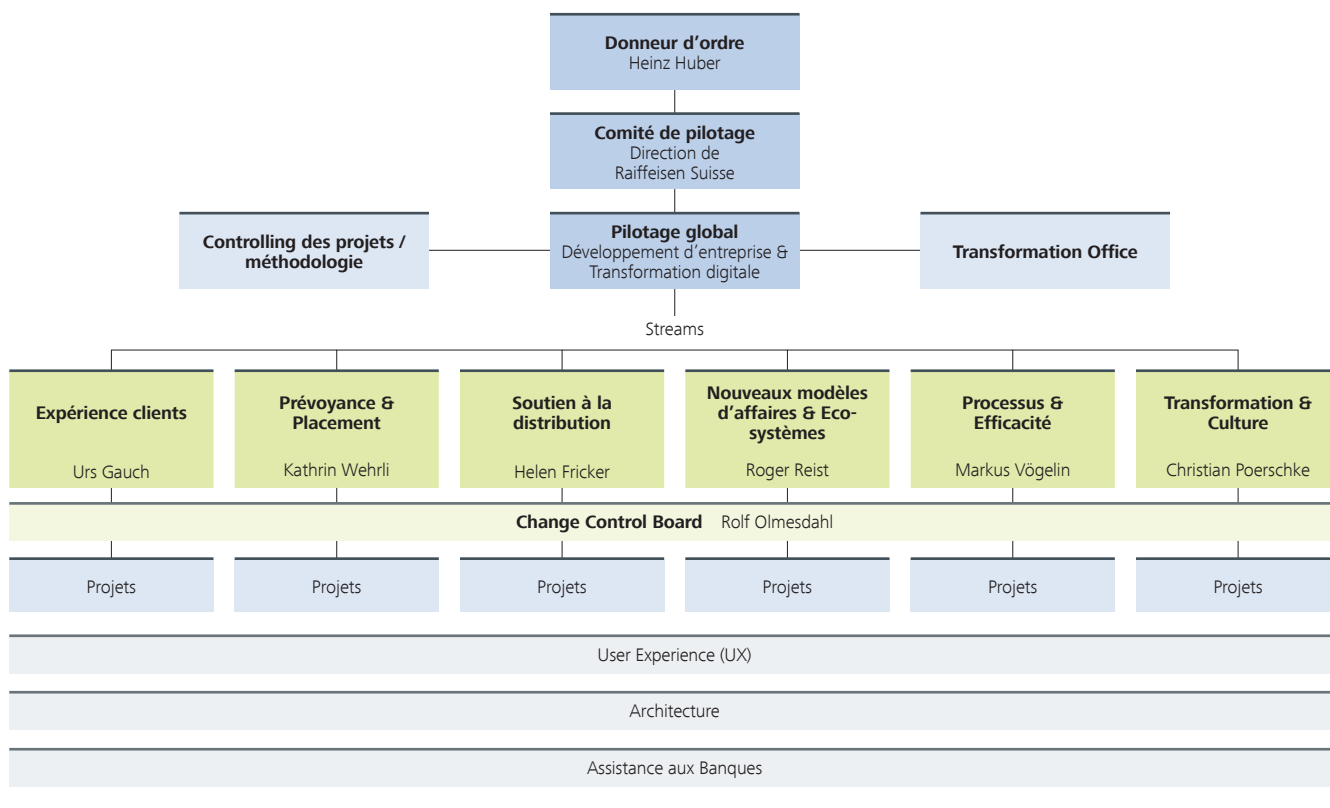 Donneur d’ordre
Heinz Huber
Comité de pilotage
Direction de
Raiffeisen Suisse
Controlling des projets /
méthodologie
Pilotage global
Développement d’entreprise &
Transformation digitale
Transformation Office
Streams
Expérience clients
Urs Gauch
Prévoyance &
Placement
Kathrin Wehrli
Soutien à la
distribution
Helen Fricker
Nouveaux modèles
d’affaires & Eco-
systèmes
Roger Reist
Processus &
Efficacité
Markus Vögelin
Transformation &
Culture
Christian Poerschke
Change Control Board Rolf Olmesdahl
Projets
Projets
Projets
Projets
Projets
Projets
User Experience (UX)
Architecture
Assistance aux Banques